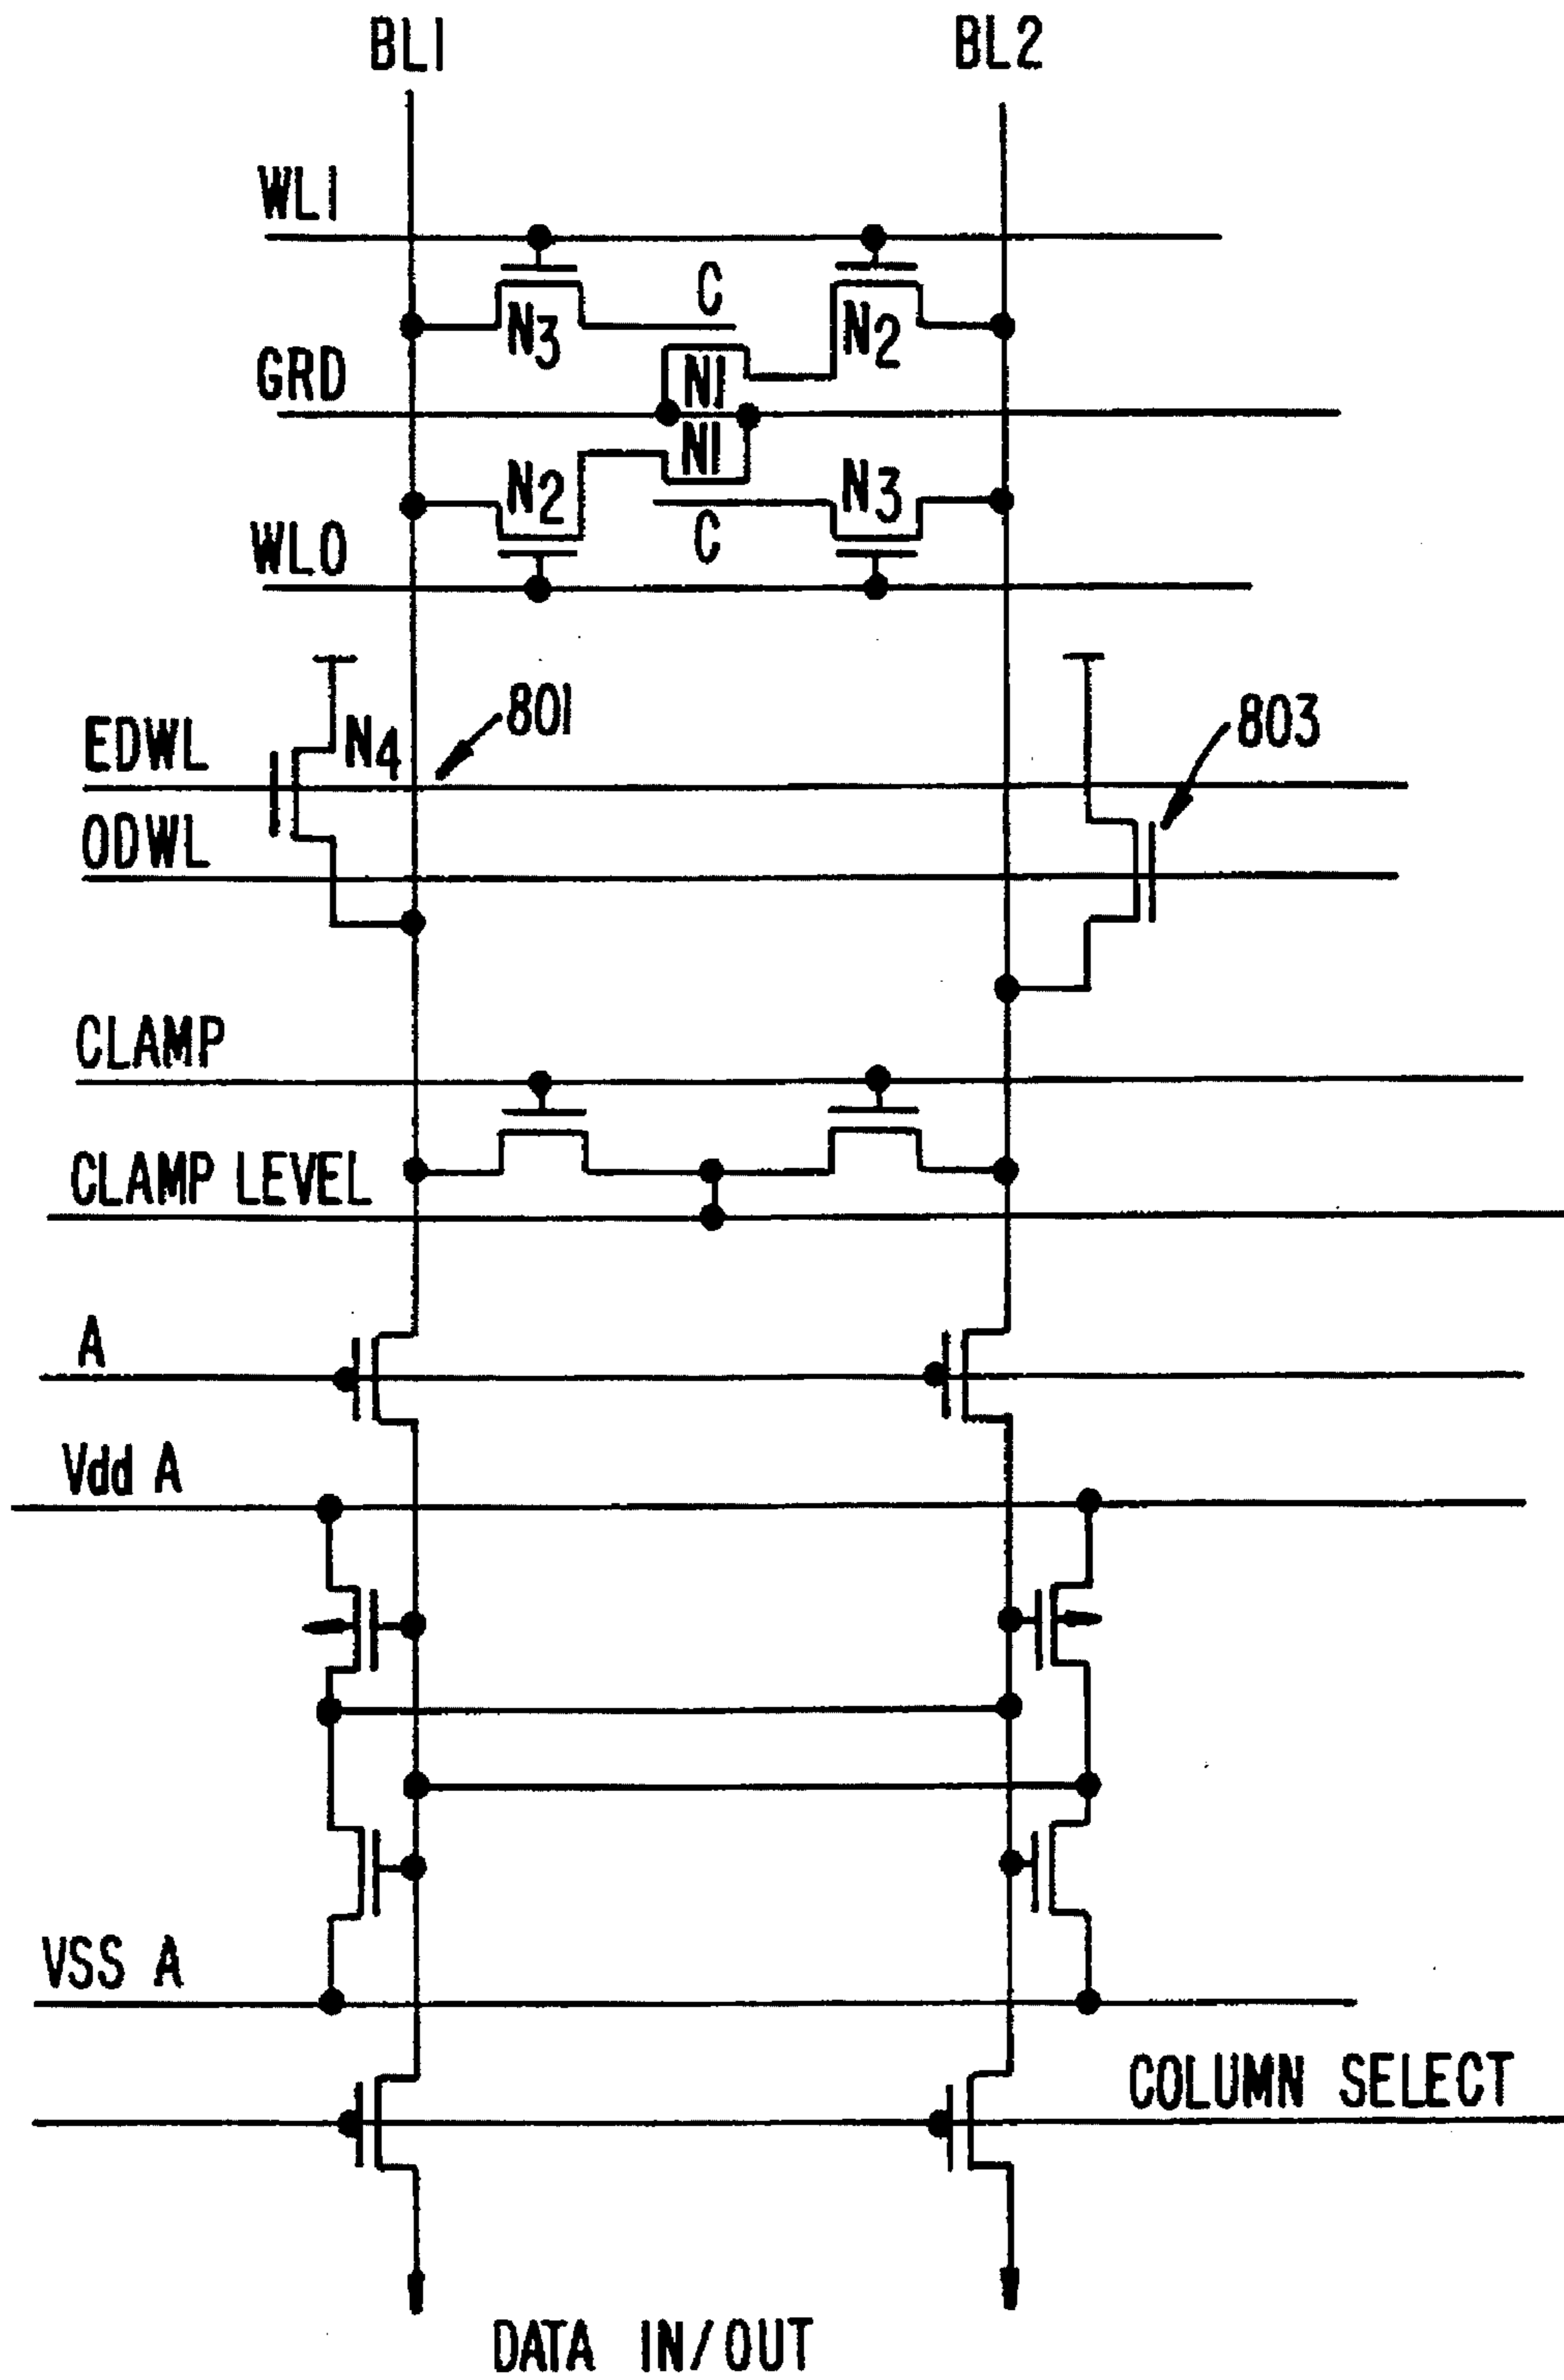 BL1 BL2
WL1
C
N3 N2
GRD N1
N1
N2 N3
C
WL0
801
803
EDWL N4
ODWL
CLAMP
CLAMP LEVEL
A
Vdd A
VSS A
COLUMN SELECT
DATA IN/OUT